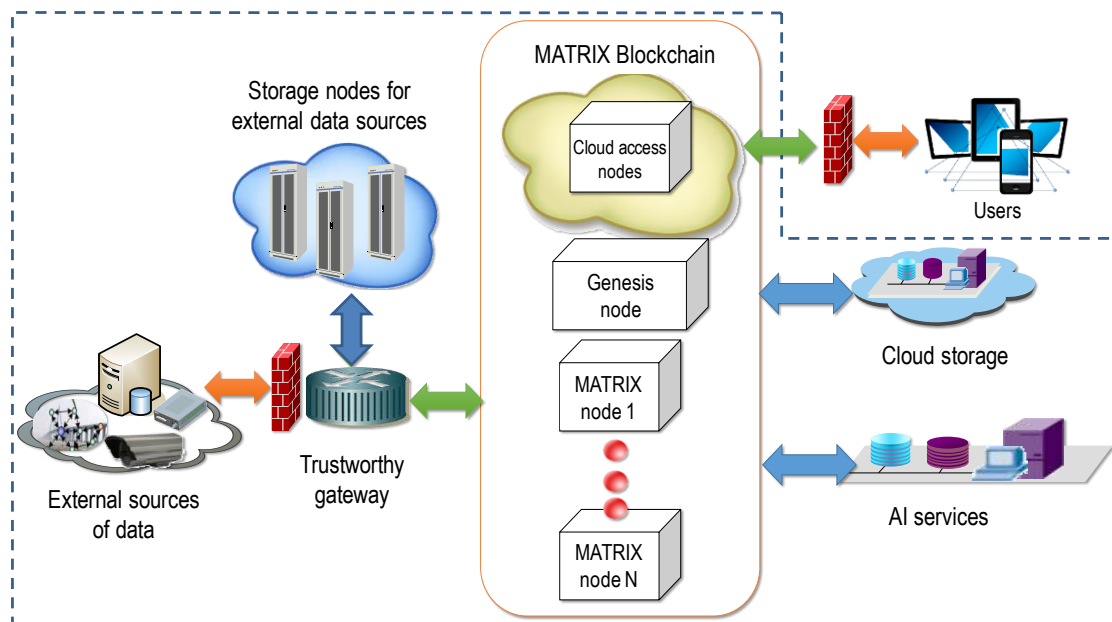 MATRIX Blockchain
Storage nodes for
external data sources
Cloud access
nodes
Users
Genesis
node
Cloud storage
MATRIX
node 1
Trustworthy
gateway
External sources
of data
AI services
MATRIX
node N